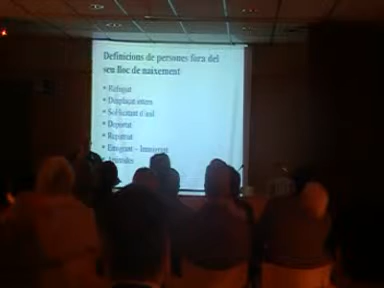 Definicions de persones fora del
seu lloc de naixement
• Refugiat
• Desplaçat intern
• Sol·licitant d'asil
• Deportat
• Repatriat
• Emigrant – Immigrant